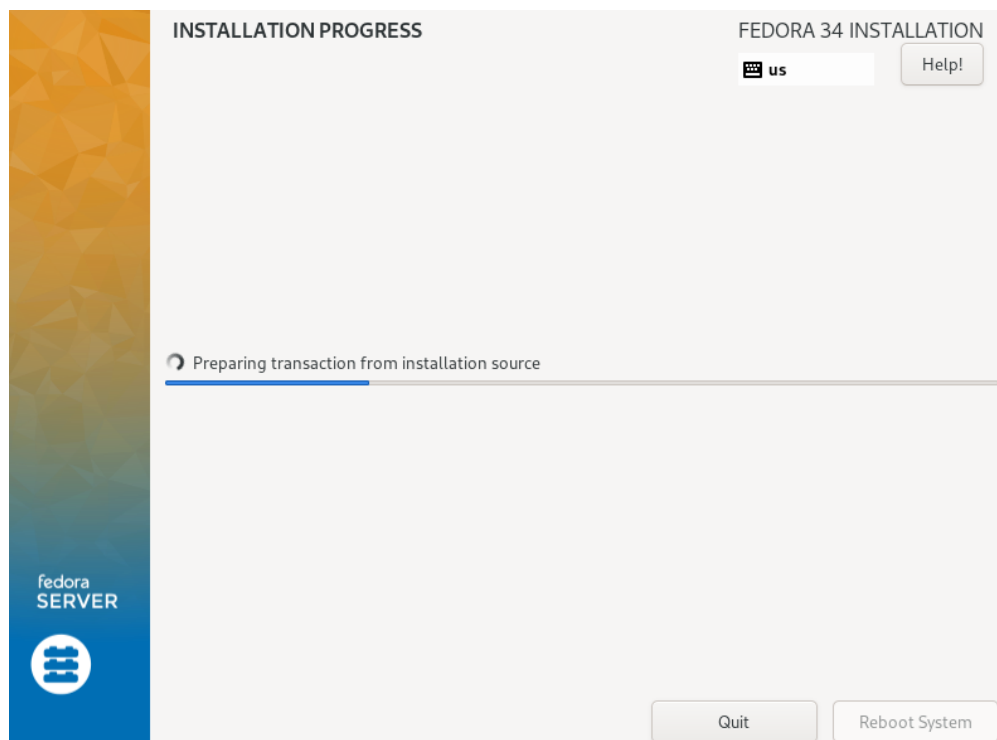 INSTALLATION PROGRESS
FEDORA 34 INSTALLATION
us
Help!
Preparing transaction from installation source
fedora
SERVER
Quit
Reboot System